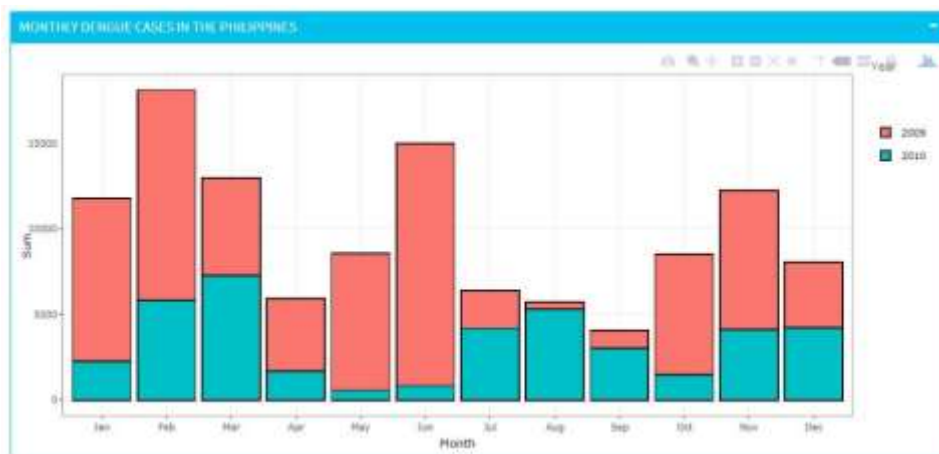 MONTHLY DENGUE CASES IN THE PHILIPPINES
Year
2009
2010
15000
10000
5000
0
Sum
Jan Feb Mar Apr May Jun Jul Aug Sep Oct Nov Dec
Month